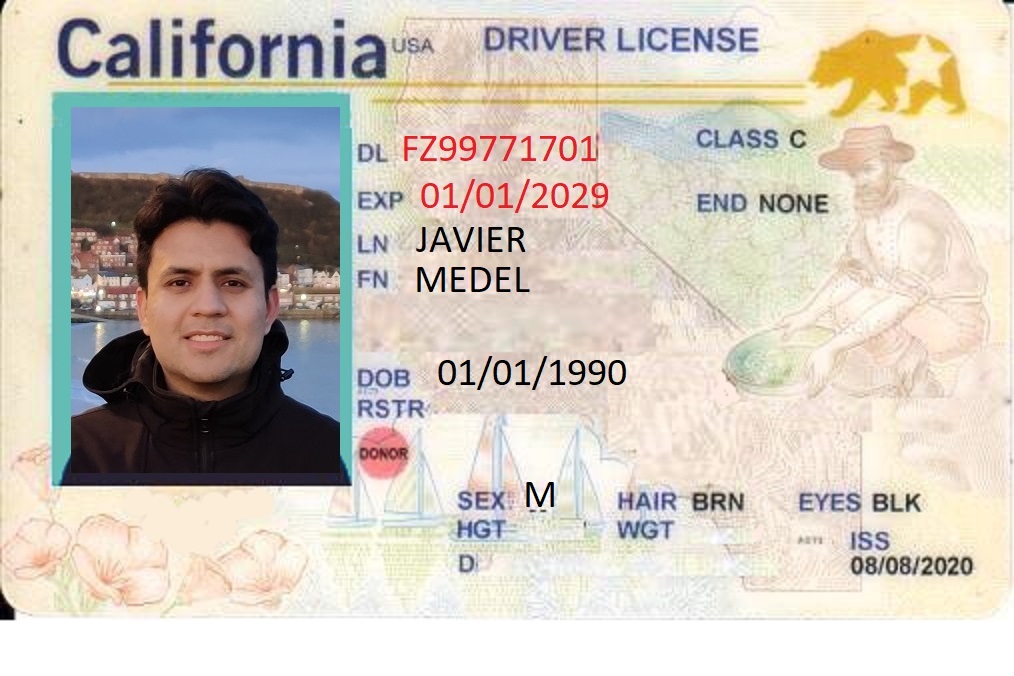 California USA DRIVER LICENSE
DL FZ99771701 CLASS C
EXP 01/01/2029 END NONE
LN JAVIER
FN MEDEL
DOB 01/01/1990
RSTR
DONOR
SEX M HAIR BRN EYES BLK
HGT WGT ISS
08/08/2020